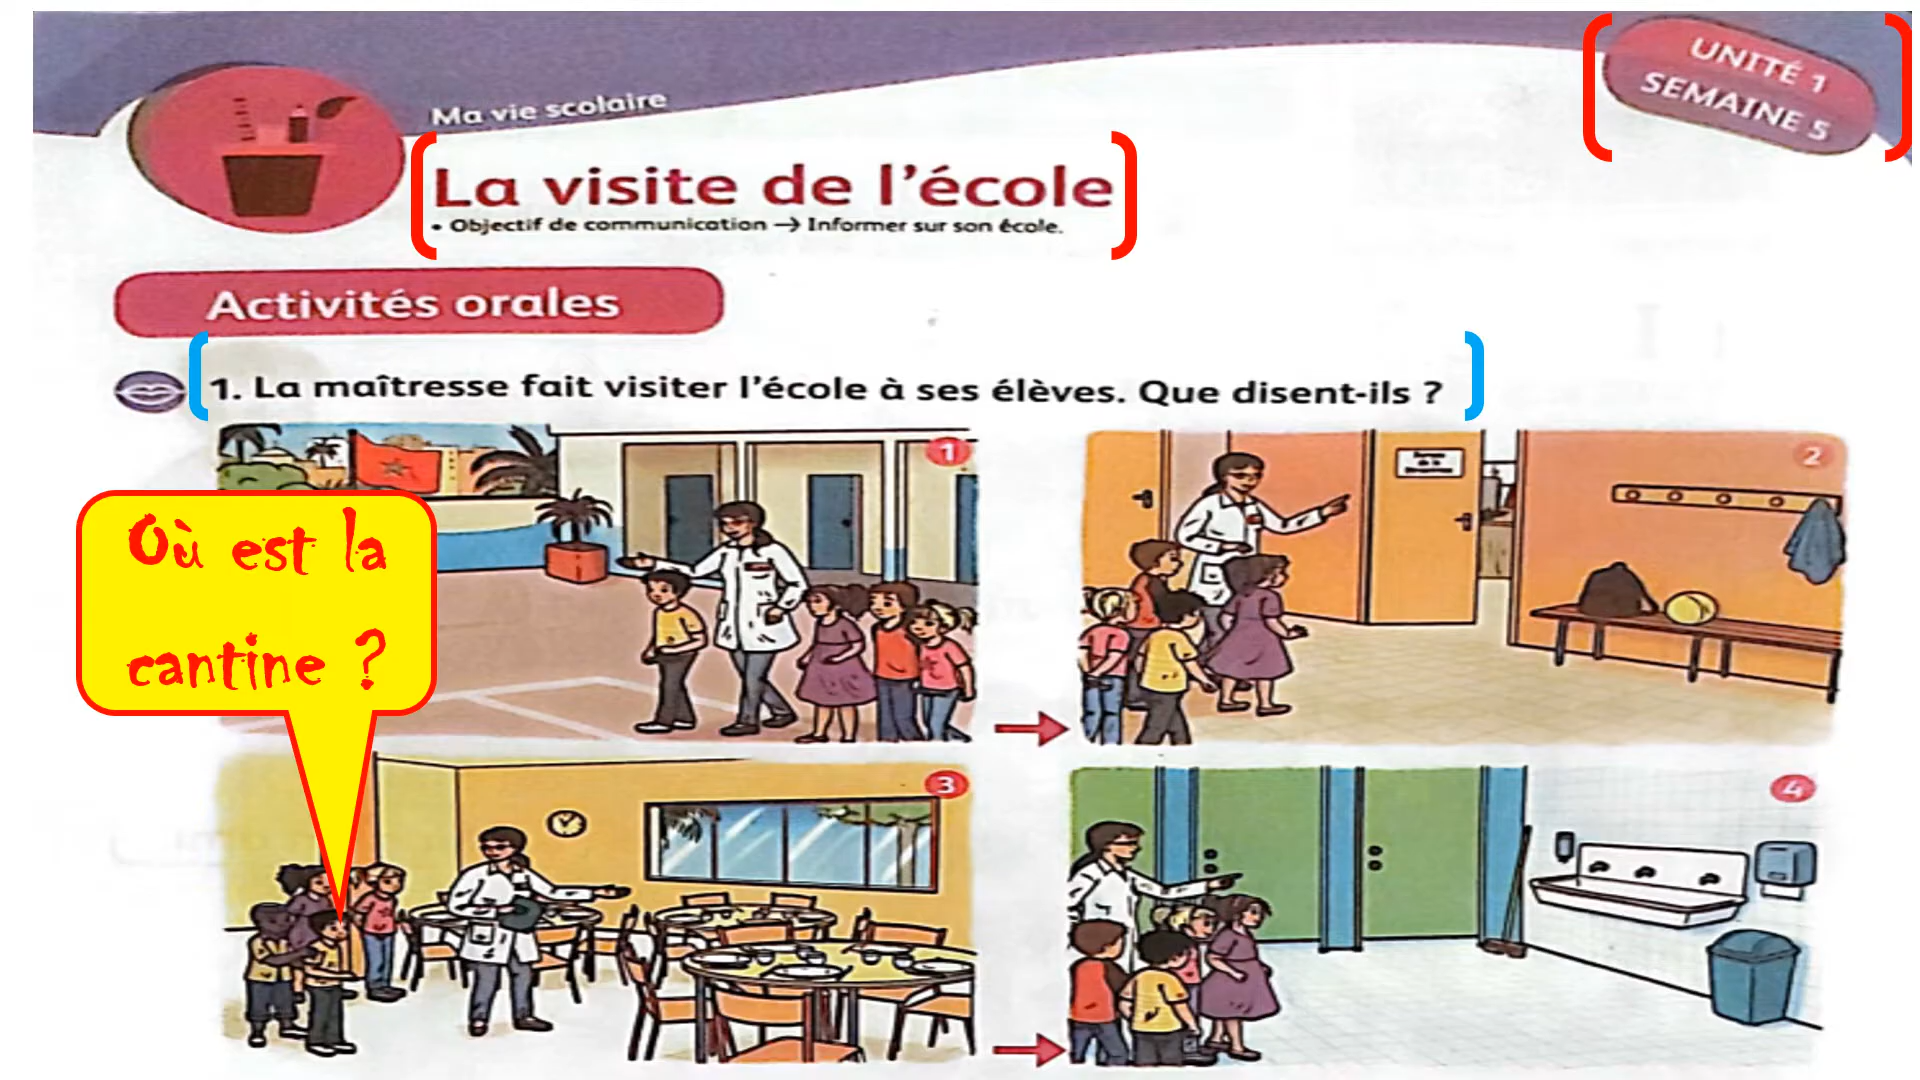 UNITÉ 1
SEMAINE 5
Ma vie scolaire
La visite de l'école
• Objectif de communication → Informer sur son école.
Activités orales
1. La maîtresse fait visiter l'école à ses élèves. Que disent-ils ?
1
2
Où est la
cantine ?
3
4